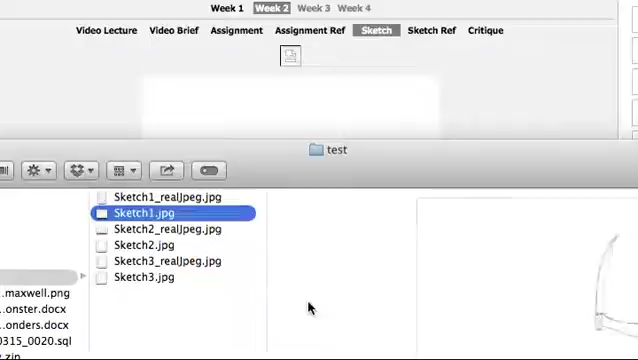 Week 1 Week 2 Week 3 Week 4
Video Lecture Video Brief Assignment Assignment Ref Sketch Sketch Ref Critique
test
Sketch1_realJpeg.jpg
Sketch1.jpg
Sketch2_realJpeg.jpg
Sketch2.jpg
Sketch3_realJpeg.jpg
Sketch3.jpg
.maxwell.png
...onster.docx
...onders.docx
0315_0020.sql
.zip